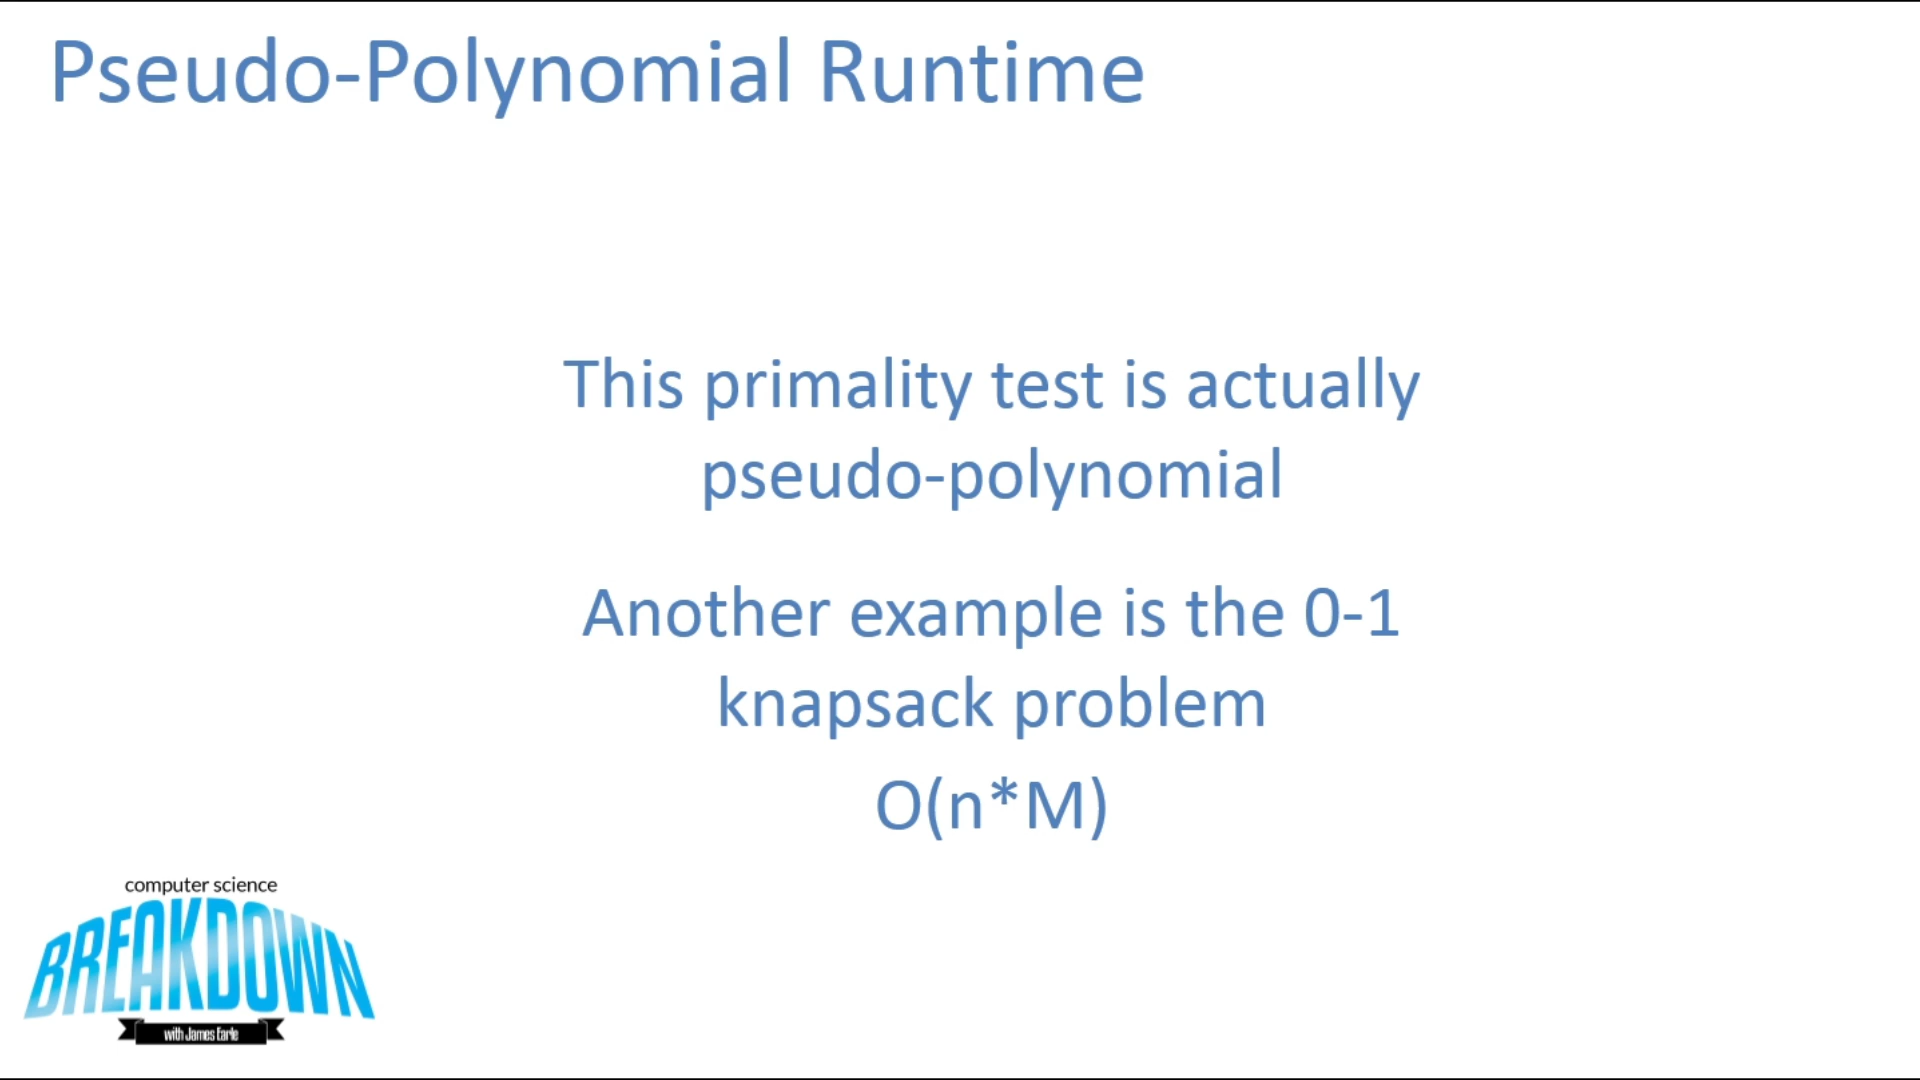 Pseudo-Polynomial Runtime
This primality test is actually
pseudo-polynomial
Another example is the 0-1
knapsack problem
O(n*M)
computer science
BREAKDOWN
with James Earle